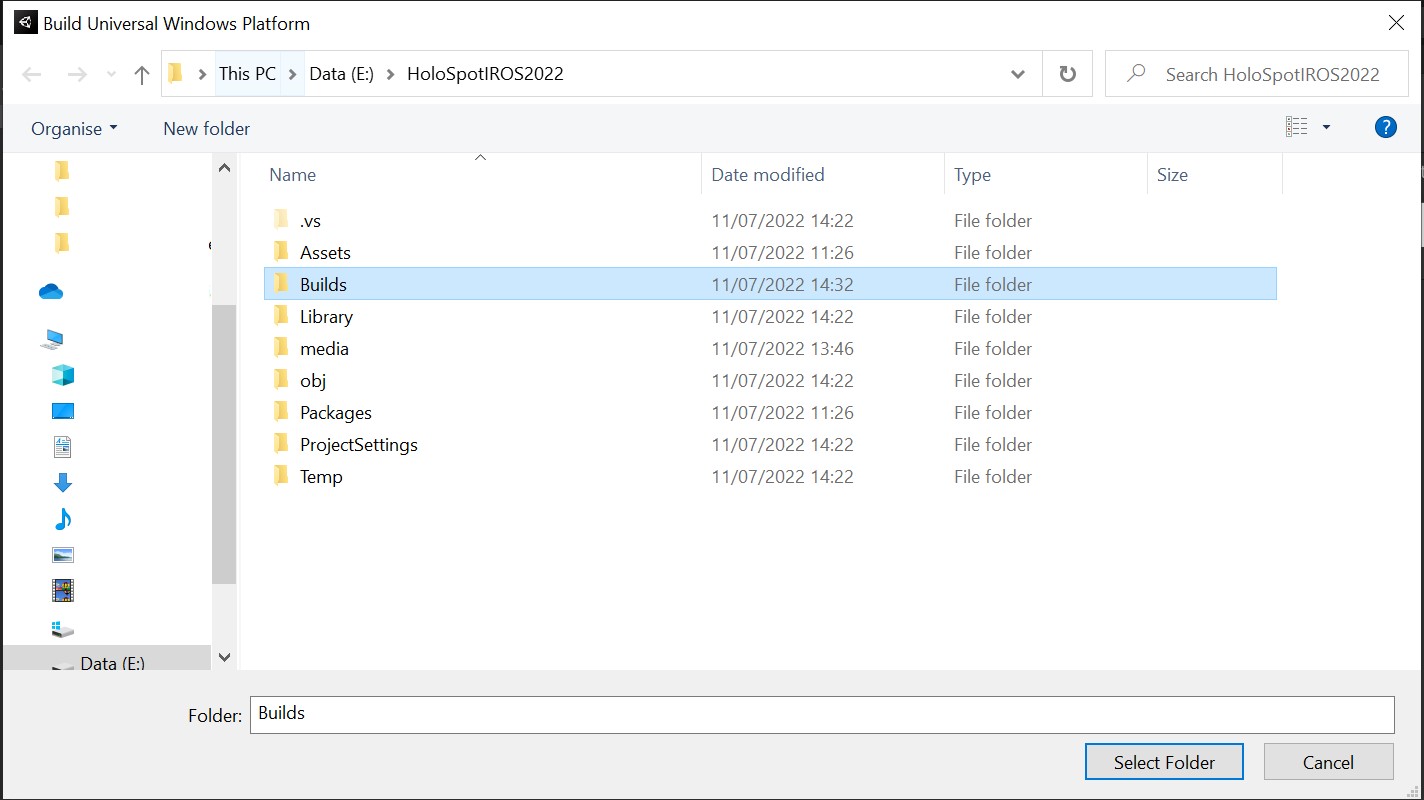 Build Universal Windows Platform
This PC Data (E:) HoloSpotIROS2022 Search HoloSpotIROS2022
Organise New folder ?
Name Date modified Type Size
.vs 11/07/2022 14:22 File folder
Assets 11/07/2022 11:26 File folder
Builds 11/07/2022 14:32 File folder
Library 11/07/2022 14:22 File folder
media 11/07/2022 13:46 File folder
obj 11/07/2022 14:22 File folder
Packages 11/07/2022 11:26 File folder
ProjectSettings 11/07/2022 14:22 File folder
Temp 11/07/2022 14:22 File folder
Data (E:)
Folder: Builds
Select Folder Cancel